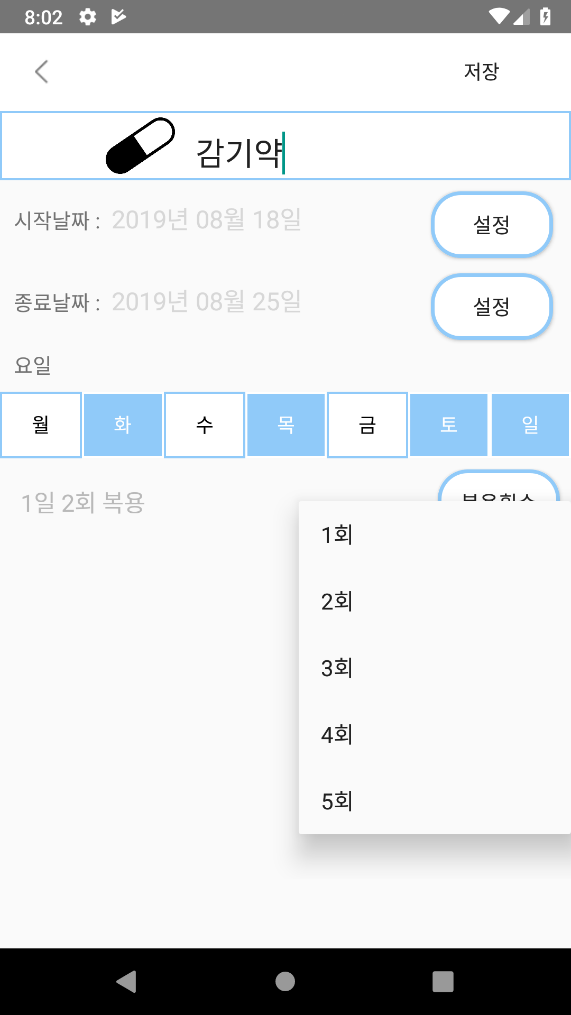 8:02
저장
감기약
시작날짜 : 2019년 08월 18일 설정
종료날짜 : 2019년 08월 25일 설정
요일
월 화 수 목 금 토 일
1일 2회 복용
1회
2회
3회
4회
5회